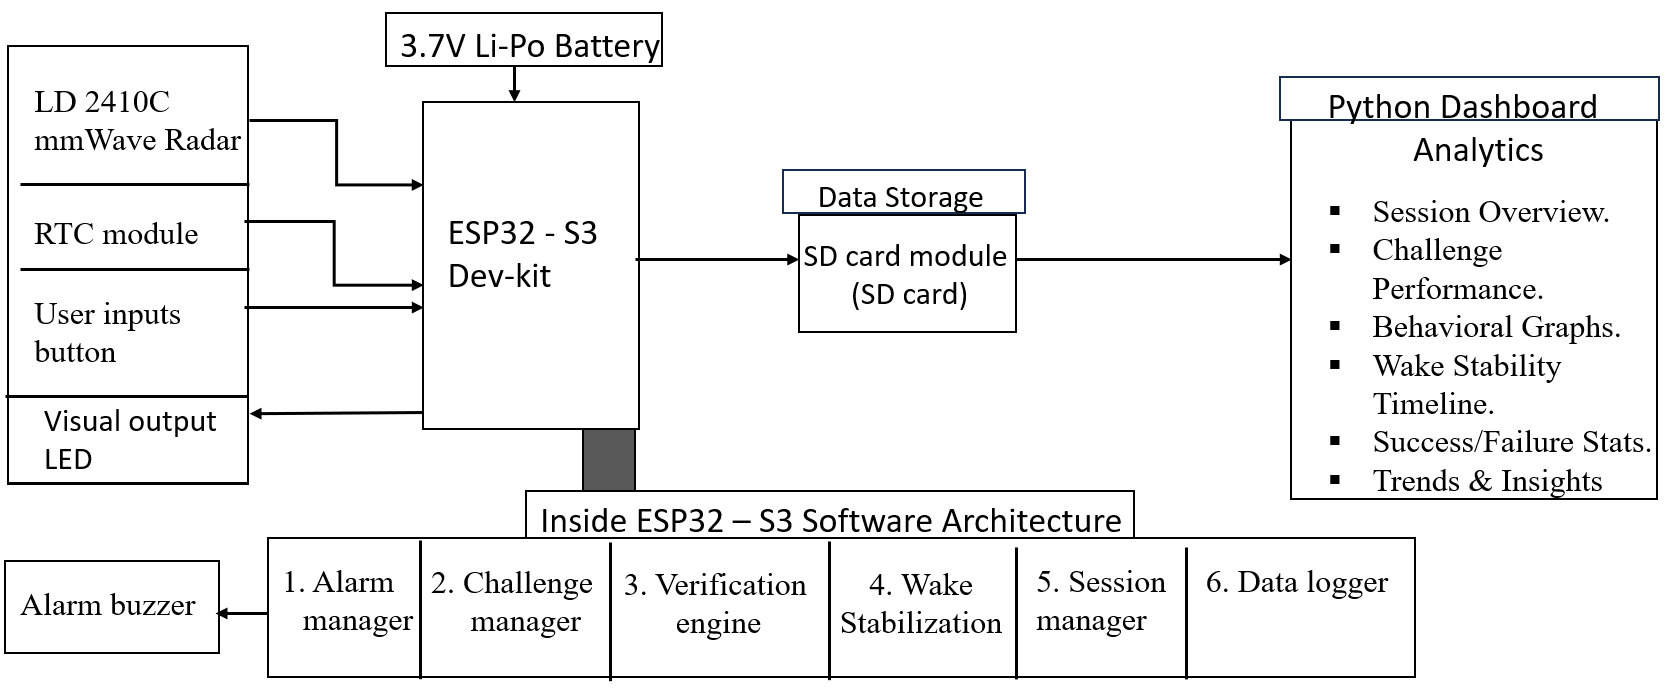 3.7V Li-Po Battery
LD 2410C
mmWave Radar
RTC module
User inputs
button
Visual output
LED
ESP32 - S3
Dev-kit
Data Storage
SD card module
(SD card)
Python Dashboard
Analytics
▪ Session Overview.
▪ Challenge
Performance.
▪ Behavioral Graphs.
▪ Wake Stability
Timeline.
▪ Success/Failure Stats.
▪ Trends & Insights
Inside ESP32 – S3 Software Architecture
Alarm buzzer
1. Alarm
manager
2. Challenge
manager
3. Verification
engine
4. Wake
Stabilization
5. Session
manager
6. Data logger